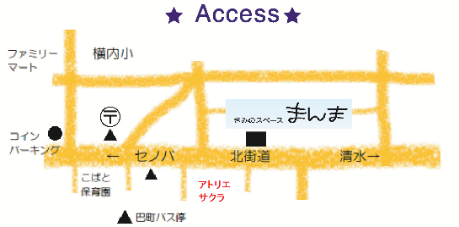 ★ Access ★
ファミリー
マート
横内小
〒
きみのスペース まんま
コイン
パーキング
← セノバ 北街道 清水→
こばと
保育園
アトリエ
サクラ
巴町バス停